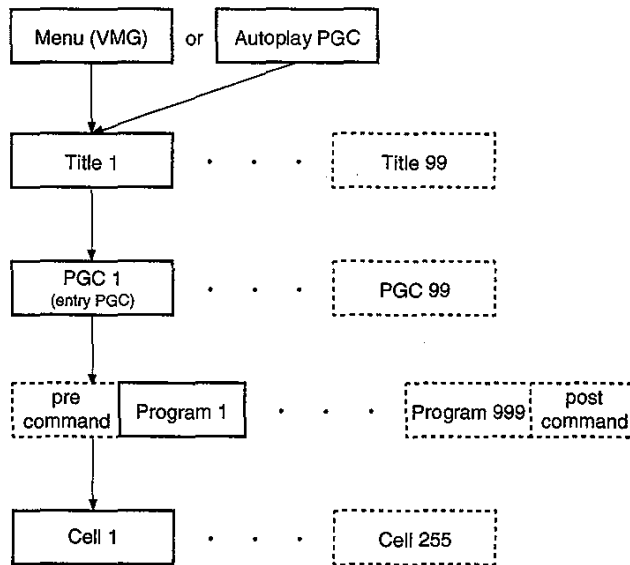 Menu (VMG) or Autoplay PGC
Title 1 . . . Title 99
PGC 1
(entry PGC) . . . PGC 99
pre
command Program 1 . . . Program 999 post
command
Cell 1 . . . Cell 255